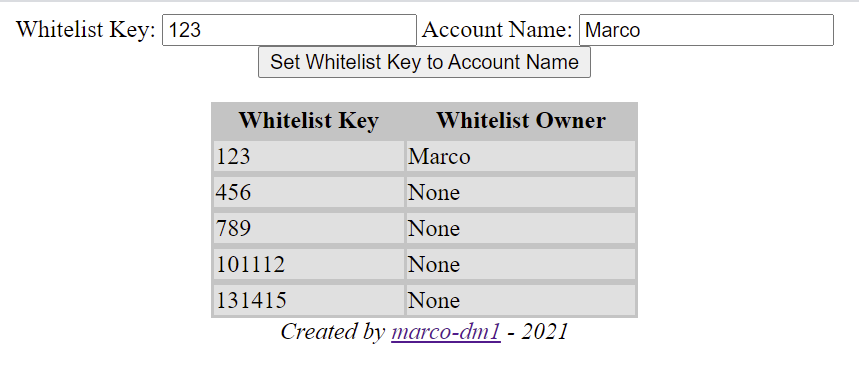 Whitelist Key: 123 Account Name: Marco
Set Whitelist Key to Account Name
Whitelist Key Whitelist Owner
123 Marco
456 None
789 None
101112 None
131415 None
Created by marco-dm1 - 2021